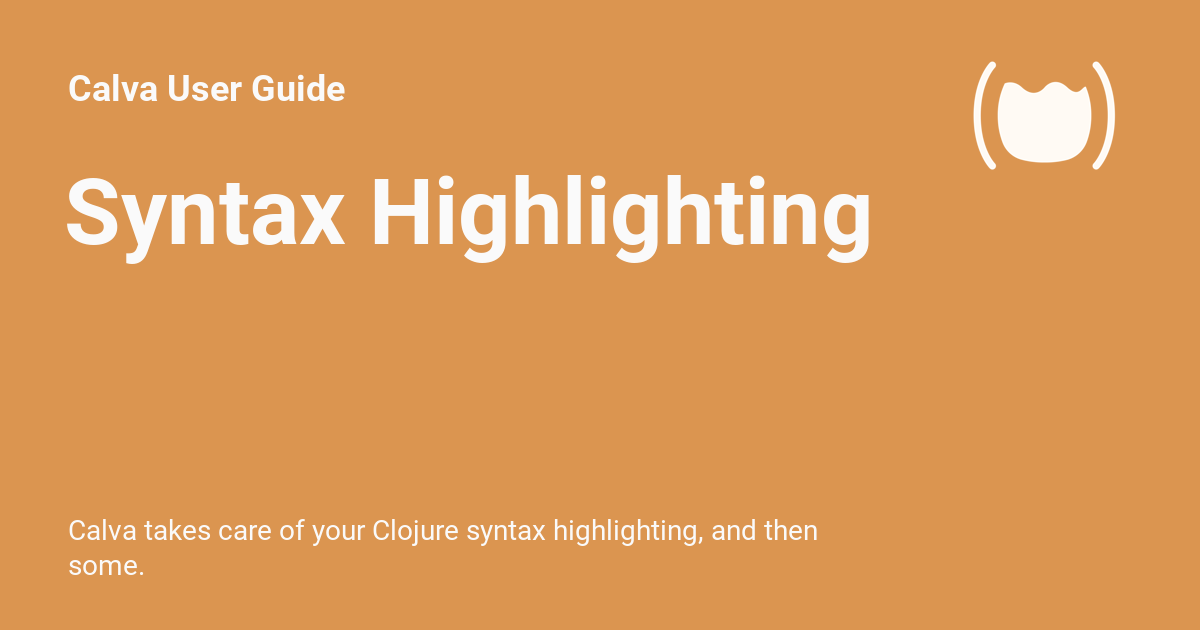 Calva User Guide
Syntax Highlighting
Calva takes care of your Clojure syntax highlighting, and then
some.